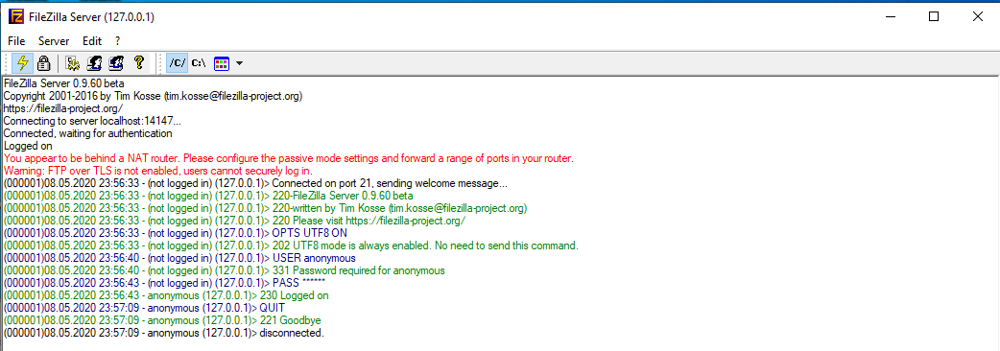 FileZilla Server (127.0.0.1)
File Server Edit ?
/C/ C:\
FileZilla Server 0.9.60 beta
Copyright 2001-2016 by Tim Kosse (tim.kosse@filezilla-project.org)
https://filezilla-project.org/
Connecting to server localhost:14147...
Connected, waiting for authentication
Logged on
You appear to be behind a NAT router. Please configure the passive mode settings and forward a range of ports in your router.
Warning: FTP over TLS is not enabled, users cannot securely log in.
(000001)08.05.2020 23:56:33 - (not logged in) (127.0.0.1)> Connected on port 21, sending welcome message...
(000001)08.05.2020 23:56:33 - (not logged in) (127.0.0.1)> 220-FileZilla Server 0.9.60 beta
(000001)08.05.2020 23:56:33 - (not logged in) (127.0.0.1)> 220-written by Tim Kosse (tim.kosse@filezilla-project.org)
(000001)08.05.2020 23:56:33 - (not logged in) (127.0.0.1)> 220 Please visit https://filezilla-project.org/
(000001)08.05.2020 23:56:33 - (not logged in) (127.0.0.1)> OPTS UTF8 ON
(000001)08.05.2020 23:56:33 - (not logged in) (127.0.0.1)> 202 UTF8 mode is always enabled. No need to send this command.
(000001)08.05.2020 23:56:40 - (not logged in) (127.0.0.1)> USER anonymous
(000001)08.05.2020 23:56:40 - (not logged in) (127.0.0.1)> 331 Password required for anonymous
(000001)08.05.2020 23:56:43 - (not logged in) (127.0.0.1)> PASS ******
(000001)08.05.2020 23:56:43 - anonymous (127.0.0.1)> 230 Logged on
(000001)08.05.2020 23:57:09 - anonymous (127.0.0.1)> QUIT
(000001)08.05.2020 23:57:09 - anonymous (127.0.0.1)> 221 Goodbye
(000001)08.05.2020 23:57:09 - anonymous (127.0.0.1)> disconnected.